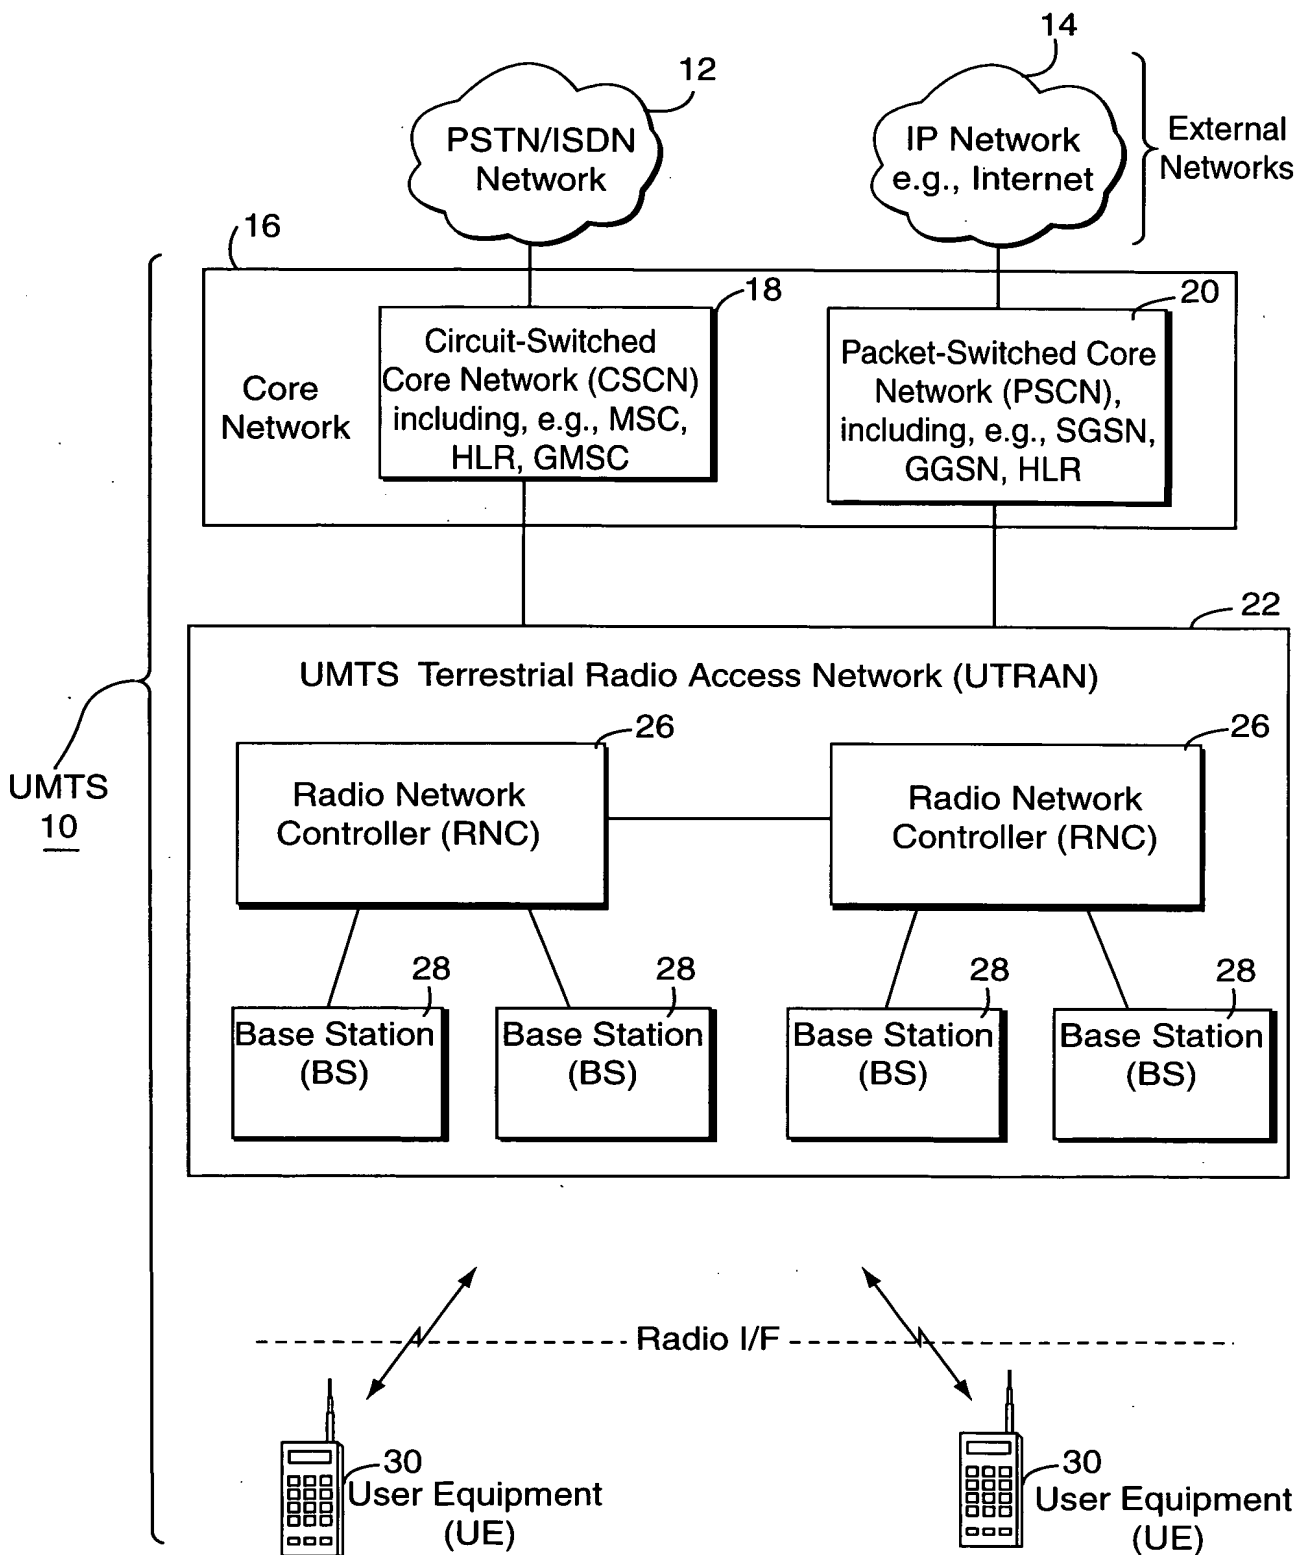 14
12
PSTN/ISDN
Network
IP Network
e.g., Internet
External
Networks
16
18
20
Core
Network
Circuit-Switched
Core Network (CSCN)
including, e.g., MSC,
HLR, GMSC
Packet-Switched Core
Network (PSCN),
including, e.g., SGSN,
GGSN, HLR
22
UMTS Terrestrial Radio Access Network (UTRAN)
26
26
Radio Network
Controller (RNC)
Radio Network
Controller (RNC)
UMTS
10
28
28
28
28
Base Station
(BS)
Base Station
(BS)
Base Station
(BS)
Base Station
(BS)
Radio I/F
30
User Equipment
(UE)
30
User Equipment
(UE)